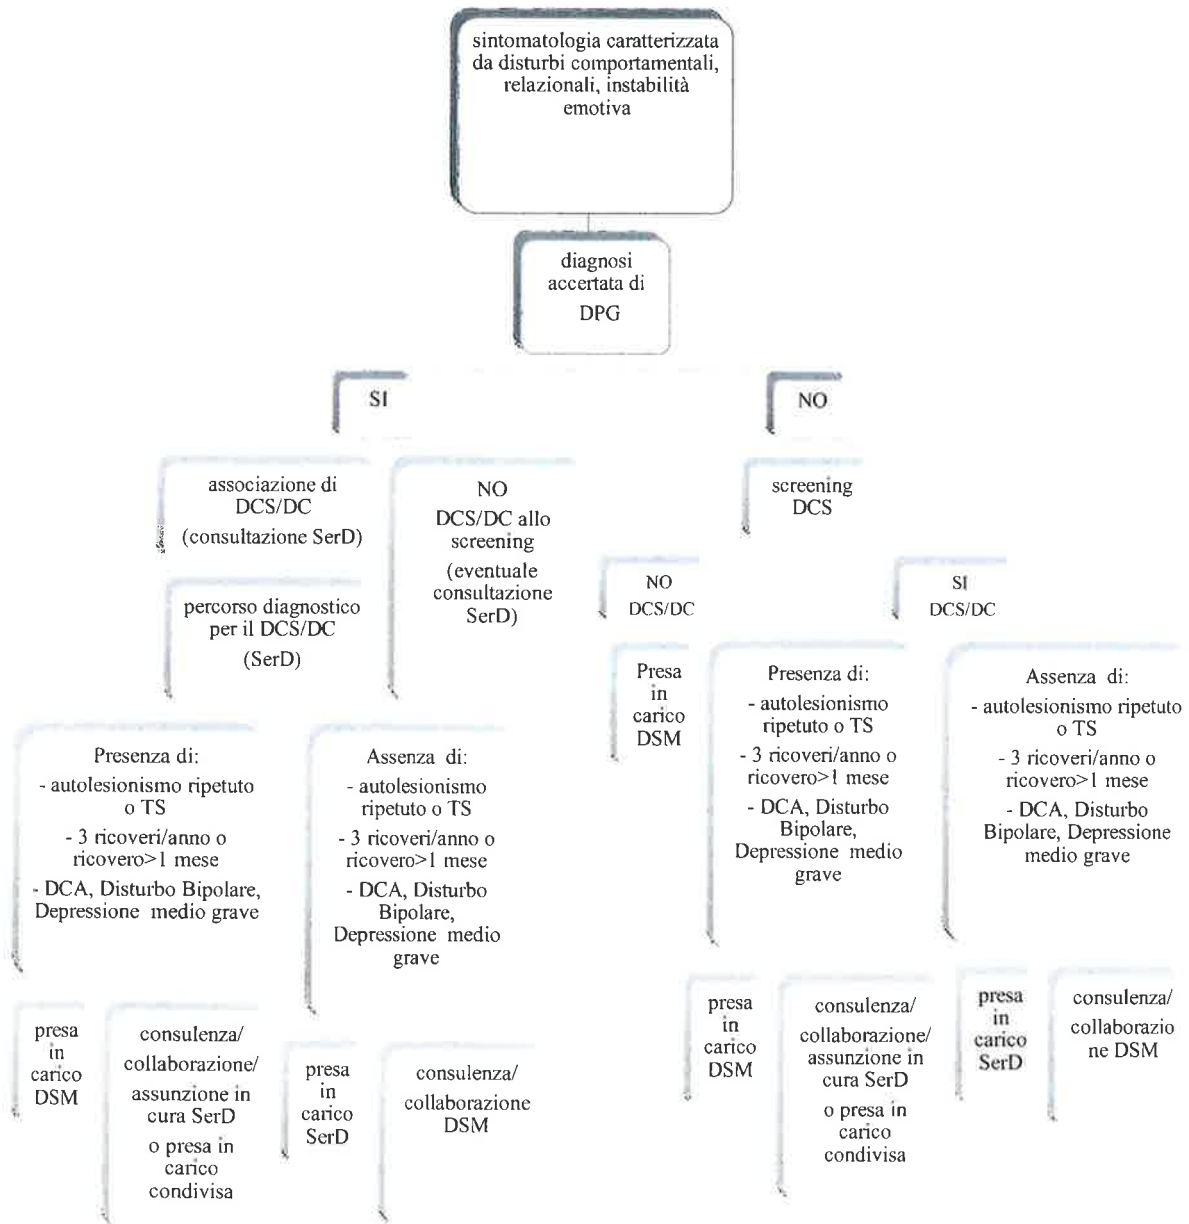 sintomatologia caratterizzata
da disturbi comportamentali,
relazionali, instabilità
emotiva
diagnosi
accertata di
DPG
SI
NO
associazione di
DCS/DC
(consultazione SerD)
NO
DCS/DC allo
screening
(eventuale
consultazione
SerD)
screening
DCS
percorso diagnostico
per il DCS/DC
(SerD)
NO
DCS/DC
SI
DCS/DC
Presa
in
carico
DSM
Presenza di:
- autolesionismo
ripetuto o TS
- 3 ricoveri/anno o
ricovero>1 mese
- DCA, Disturbo
Bipolare,
Depressione medio
grave
Assenza di:
- autolesionismo ripetuto
o TS
- 3 ricoveri/anno o
ricovero>1 mese
- DCA, Disturbo
Bipolare, Depressione
medio grave
Presenza di:
- autolesionismo ripetuto
o TS
- 3 ricoveri/anno o
ricovero>1 mese
- DCA, Disturbo Bipolare,
Depressione medio grave
Assenza di:
- autolesionismo
ripetuto o TS
- 3 ricoveri/anno o
ricovero>1 mese
- DCA, Disturbo
Bipolare,
Depressione medio
grave
presa
in
carico
DSM
consulenza/
collaborazione/
assunzione in
cura SerD
o presa in
carico
condivisa
presa
in
carico
SerD
consulenza/
collaborazione
DSM
presa
in
carico
DSM
consulenza/
collaborazione/
assunzione in
cura SerD
o presa in
carico
condivisa
presa
in
carico
SerD
consulenza/
collaborazio
ne DSM